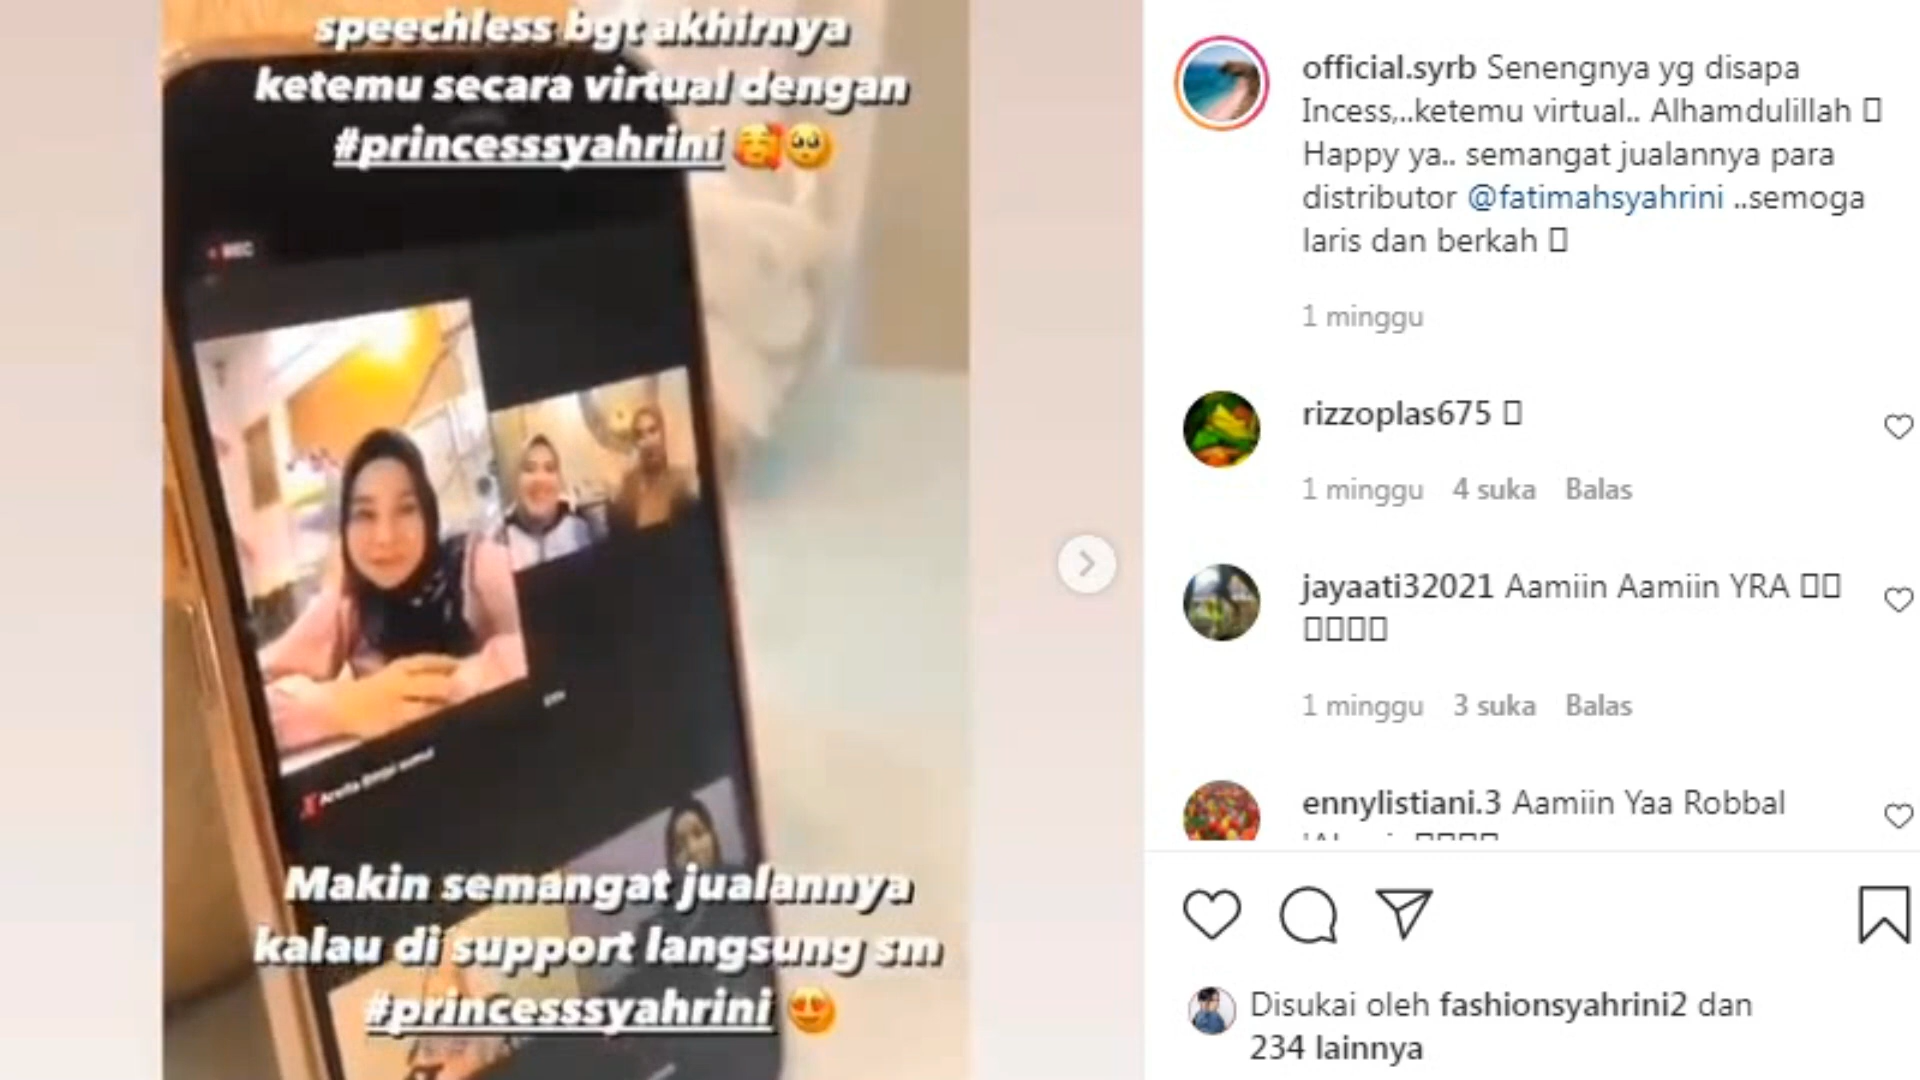 speechless bgt akhirnya
ketemu secara virtual dengan
#princesssyahrini 🥰🥺
REC
Makin semangat jualannya
kalau di support langsung sm
#princesssyahrini 😍
official.syrb Senengnya yg disapa
Incess,..ketemu virtual.. Alhamdulillah
Happy ya.. semangat jualannya para
distributor @fatimahsyahrini ..semoga
laris dan berkah
1 minggu
rizzoplas675
1 minggu 4 suka Balas
jayaati32021 Aamiin Aamiin YRA
1 minggu 3 suka Balas
ennylistiani.3 Aamiin Yaa Robbal
Disukai oleh fashionsyahrini2 dan
234 lainnya